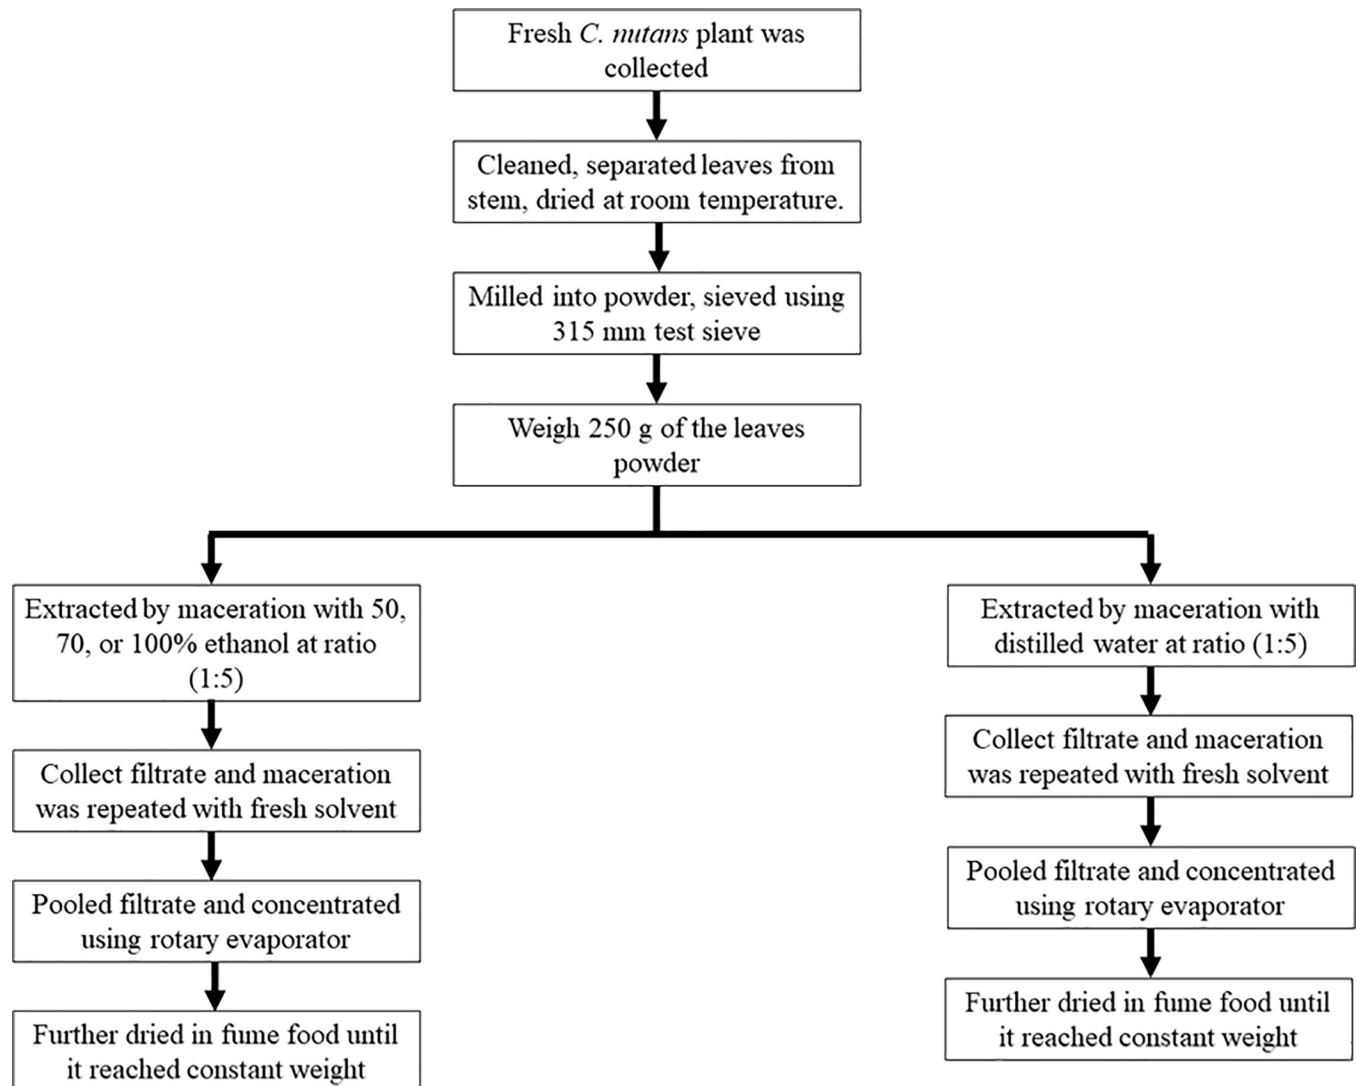 Fresh C. nutans plant was
collected
Cleaned, separated leaves from
stem, dried at room temperature.
Milled into powder, sieved using
315 mm test sieve
Weigh 250 g of the leaves
powder
Extracted by maceration with 50,
70, or 100% ethanol at ratio
(1:5)
Collect filtrate and maceration
was repeated with fresh solvent
Pooled filtrate and concentrated
using rotary evaporator
Further dried in fume food until
it reached constant weight
Extracted by maceration with
distilled water at ratio (1:5)
Collect filtrate and maceration
was repeated with fresh solvent
Pooled filtrate and concentrated
using rotary evaporator
Further dried in fume food until
it reached constant weight